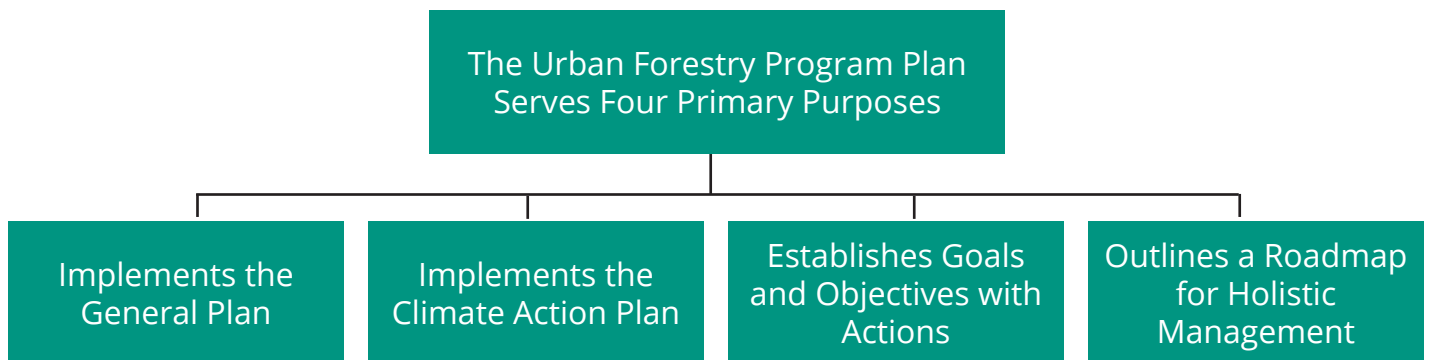 The Urban Forestry Program Plan
Serves Four Primary Purposes
Implements the
General Plan
Implements the
Climate Action Plan
Establishes Goals
and Objectives with
Actions
Outlines a Roadmap
for Holistic
Management